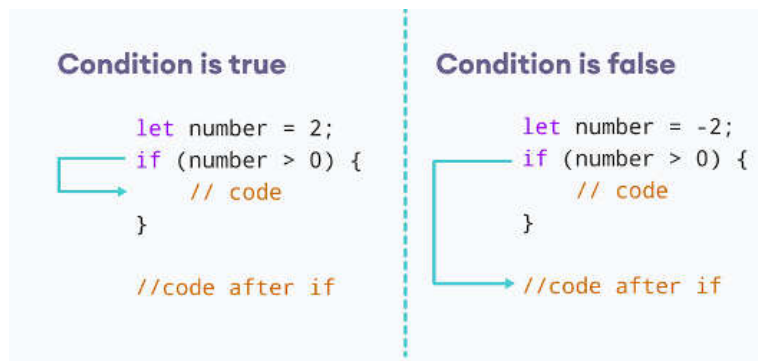 Condition is true
let number = 2;
if (number > 0) {
// code
}
//code after if
Condition is false
let number = -2;
if (number > 0) {
// code
}
//code after if